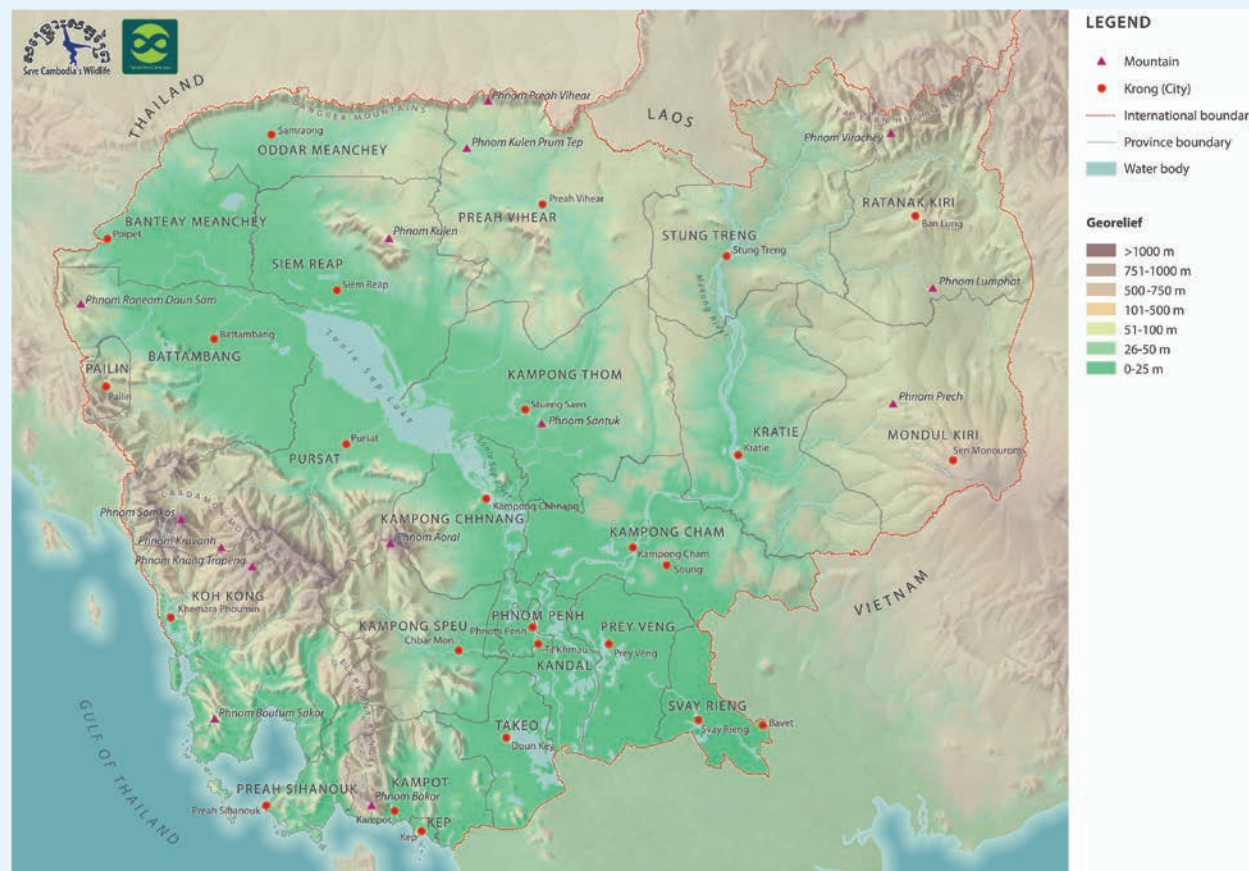 Save Cambodia's Wildlife
THAILAND
LAOS
VIETNAM
GULF OF THAILAND
DANGREX MOUNTAINS
Phnom Preah Vihear
Samraong
ODDAR MEANCHEY
Phnom Kulen Prum Tep
Phnom Virachey
BANTEAY MEANCHEY
Poipet
Preah Vihear
PREAH VIHEAR
RATANAK KIRI
Ban Lung
Phnom Kulen
STUNG TRENG
Stung Treng
SIEM REAP
Siem Reap
Phnom Lumphat
Phnom Roneam Daun Sam
Battambang
BATTAMBANG
Tonle Sap Lake
PAILIN
Pailin
KAMPONG THOM
Stueng Saen
Phnom Santuk
Phnom Prech
MONDUL KIRI
Sen Monourom
KRATIE
Kratie
Pursat
PURSAT
CARDAMON MOUNTAINS
Phnom Samkos
Phnom Kravanh
Phnom Knang Trapeng
Kampong Chhnang
KAMPONG CHHNANG
Phnom Aoral
KAMPONG CHAM
Kampong Cham
Soung
KOH KONG
Khemara Phoumin
KAMPONG SPEU
Chbar Mon
PHNOM PENH
Phnom Penh
Ta Khmau
KANDAL
PREY VENG
Prey Veng
SVAY RIENG
Svay Rieng
Bavet
Phnom Boutum Sakor
TAKEO
Doun Key
PREAH SIHANOUK
Preah Sihanouk
KAMPOT
Phnom Bokor
Kampot
KEP
Kep
LEGEND
Mountain
Krong (City)
International boundar
Province boundary
Water body
Georelief
>1000 m
751-1000 m
500-750 m
101-500 m
51-100 m
26-50 m
0-25 m